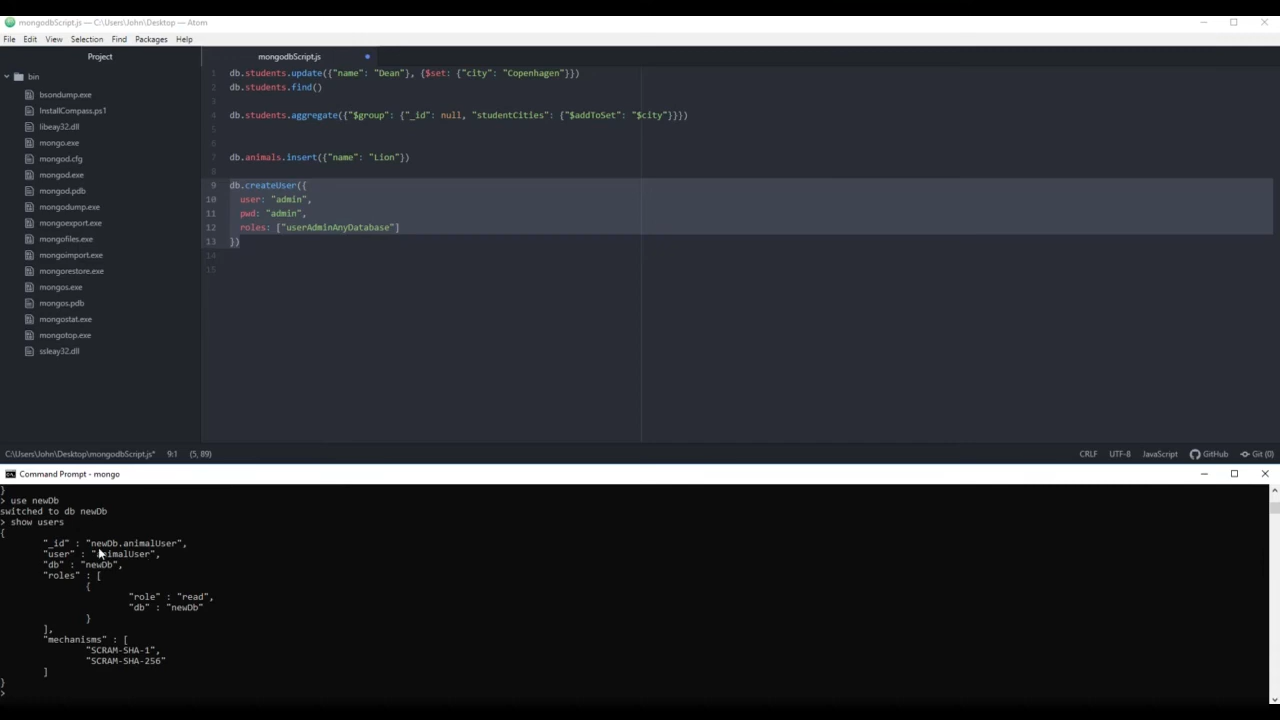 mongodbScript.js — C:\Users\John\Desktop — Atom
File Edit View Selection Find Packages Help
Project
mongodbScript.js
bin
bsondump.exe
InstallCompass.ps1
libeay32.dll
mongo.exe
mongod.cfg
mongod.exe
mongod.pdb
mongodump.exe
mongoexport.exe
mongofiles.exe
mongoimport.exe
mongorestore.exe
mongos.exe
mongos.pdb
mongostat.exe
mongotop.exe
ssleay32.dll
1 db.students.update({"name": "Dean"}, {$set: {"city": "Copenhagen"}})
2 db.students.find()
3
4 db.students.aggregate({"$group": {"_id": null, "studentCities": {"$addToSet": "$city"}}})
5
6
7 db.animals.insert({"name": "Lion"})
8
9 db.createUser({
10 user: "admin",
11 pwd: "admin",
12 roles: ["userAdminAnyDatabase"]
13 })
14
15
C:\Users\John\Desktop\mongodbScript.js* 9:1 (5, 89) CRLF UTF-8 JavaScript GitHub Git (0)
Command Prompt - mongo
}
> use newDb
switched to db newDb
> show users
{
"_id" : "newDb.animalUser",
"user" : "animalUser",
"db" : "newDb",
"roles" : [
{
"role" : "read",
"db" : "newDb"
}
],
"mechanisms" : [
"SCRAM-SHA-1",
"SCRAM-SHA-256"
]
}
>